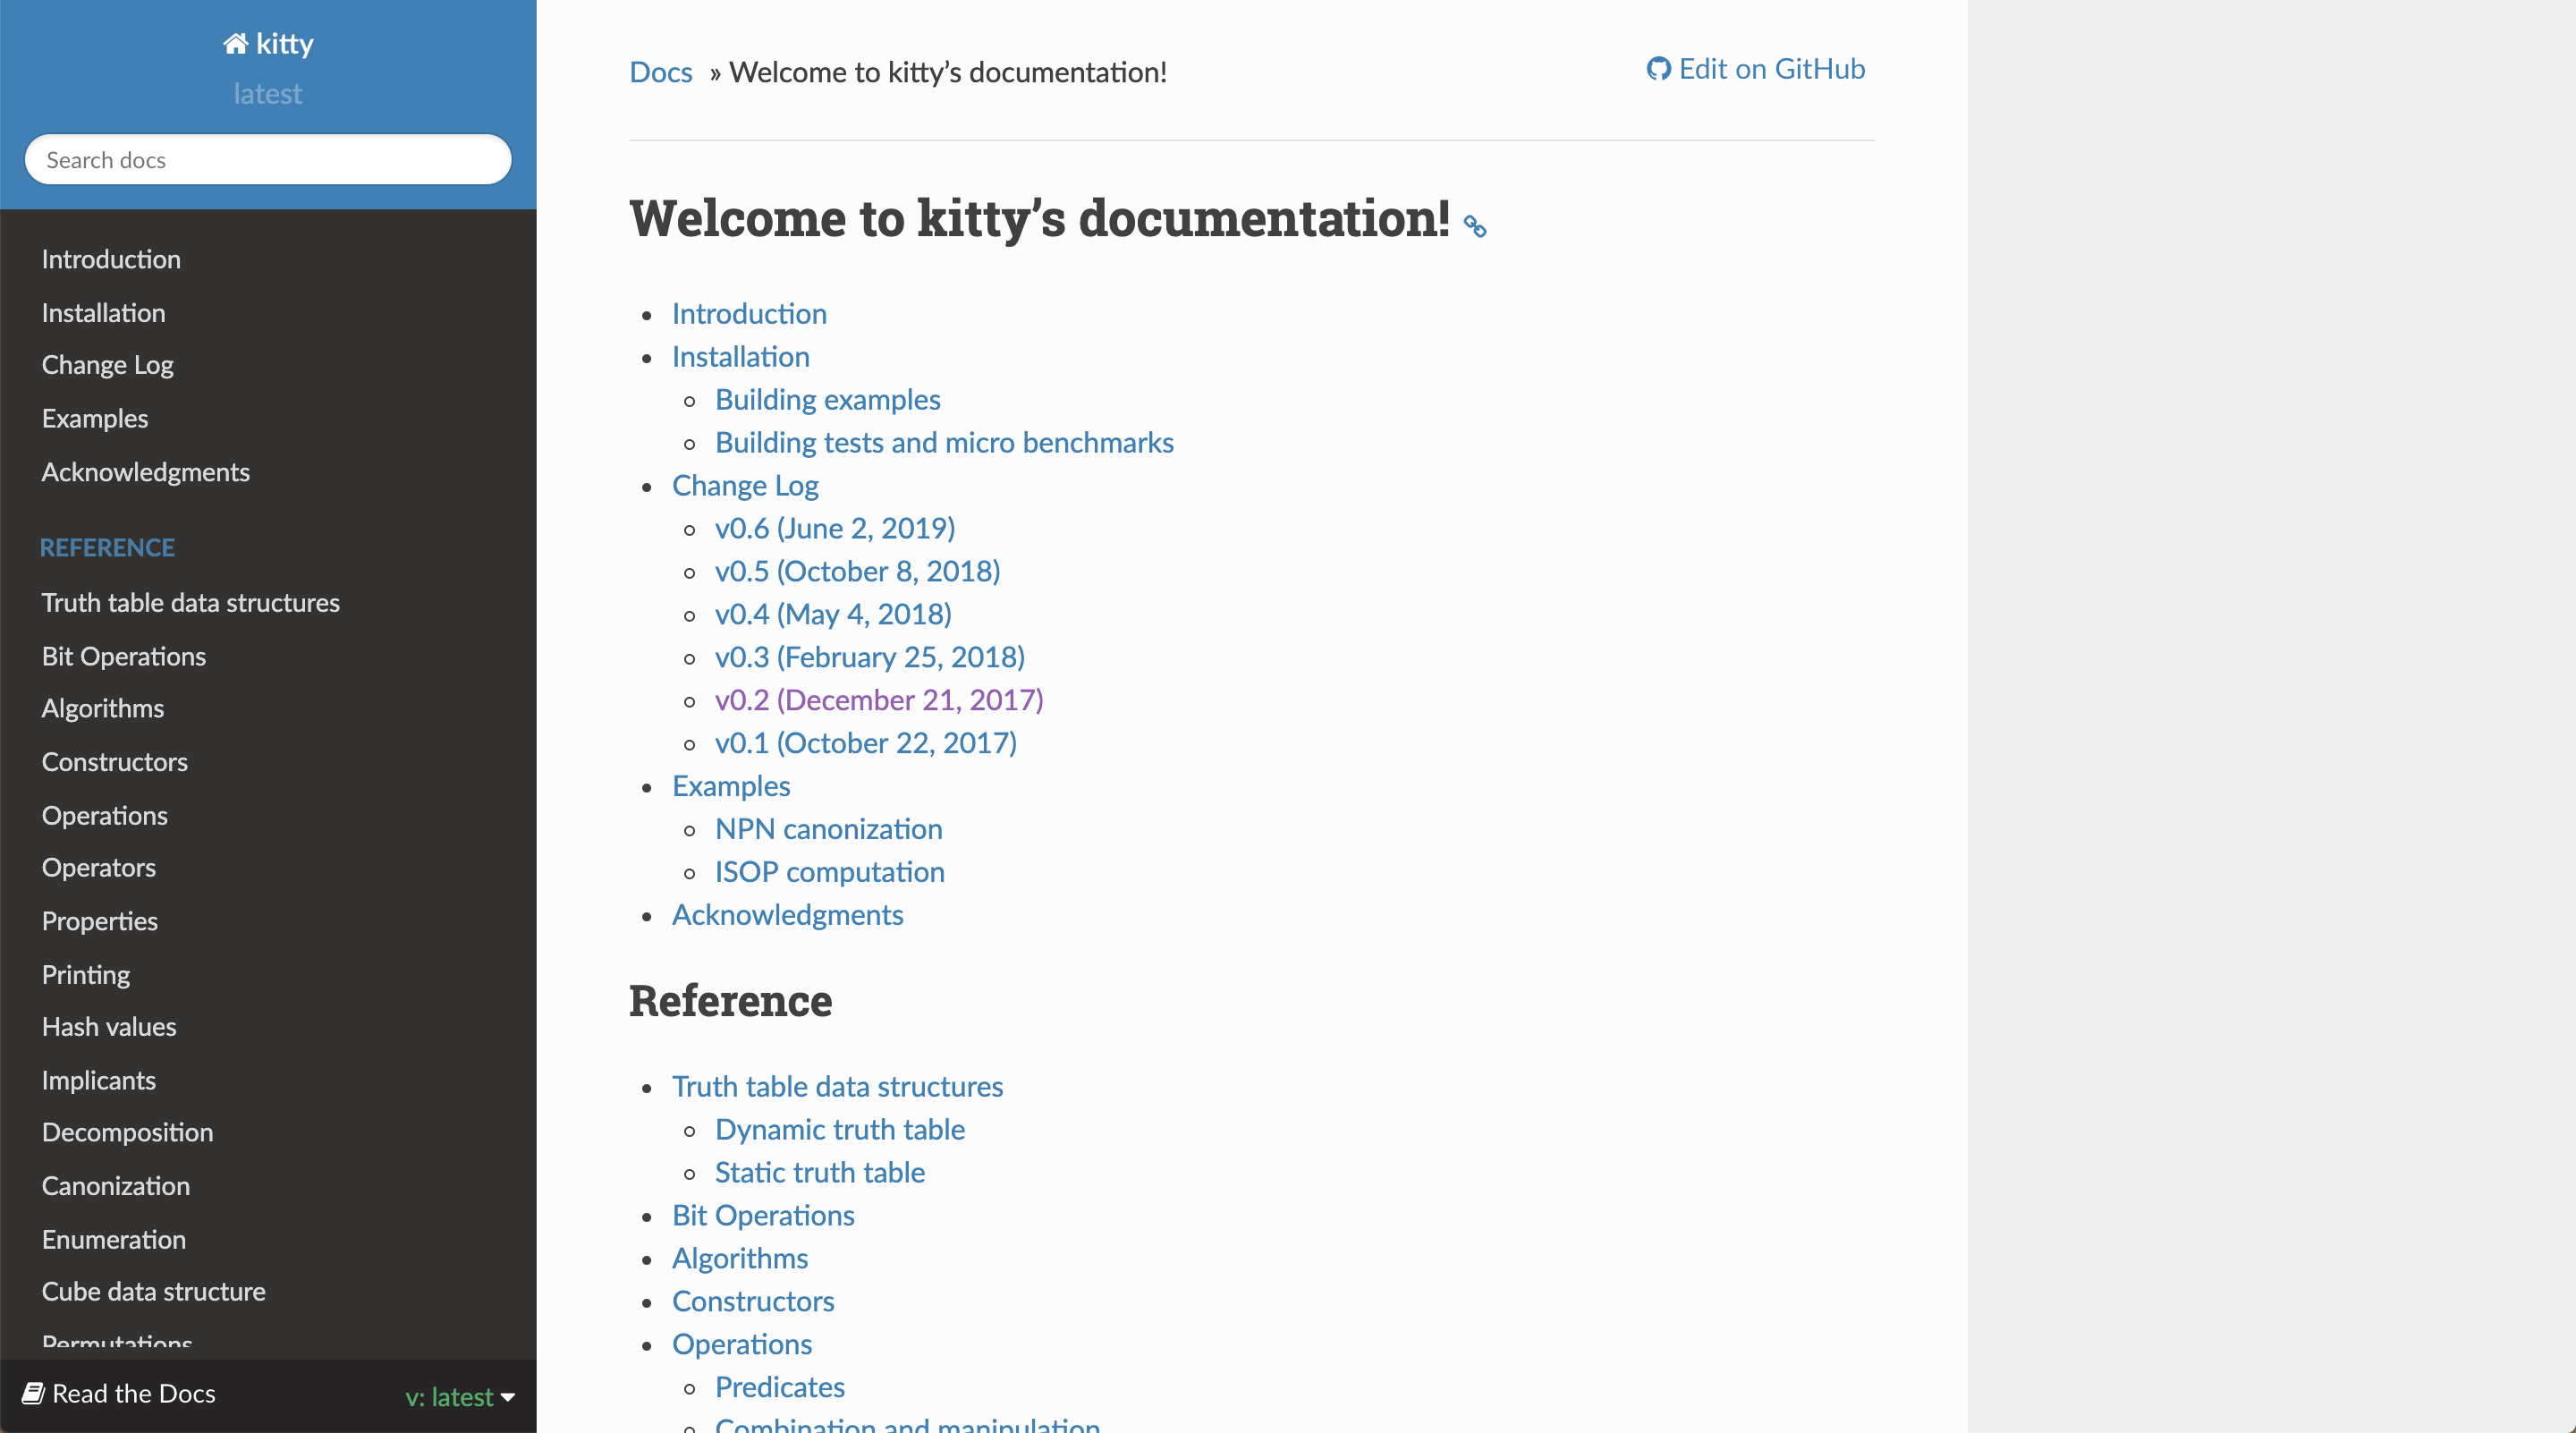 kitty
latest
Search docs
Introduction
Installation
Change Log
Examples
Acknowledgments
REFERENCE
Truth table data structures
Bit Operations
Algorithms
Constructors
Operations
Operators
Properties
Printing
Hash values
Implicants
Decomposition
Canonization
Enumeration
Cube data structure
Permutations
Read the Docs
v: latest
Docs » Welcome to kitty’s documentation!
Edit on GitHub
Welcome to kitty’s documentation!
Introduction
Installation
Building examples
Building tests and micro benchmarks
Change Log
v0.6 (June 2, 2019)
v0.5 (October 8, 2018)
v0.4 (May 4, 2018)
v0.3 (February 25, 2018)
v0.2 (December 21, 2017)
v0.1 (October 22, 2017)
Examples
NPN canonization
ISOP computation
Acknowledgments
Reference
Truth table data structures
Dynamic truth table
Static truth table
Bit Operations
Algorithms
Constructors
Operations
Predicates
Combination and manipulation